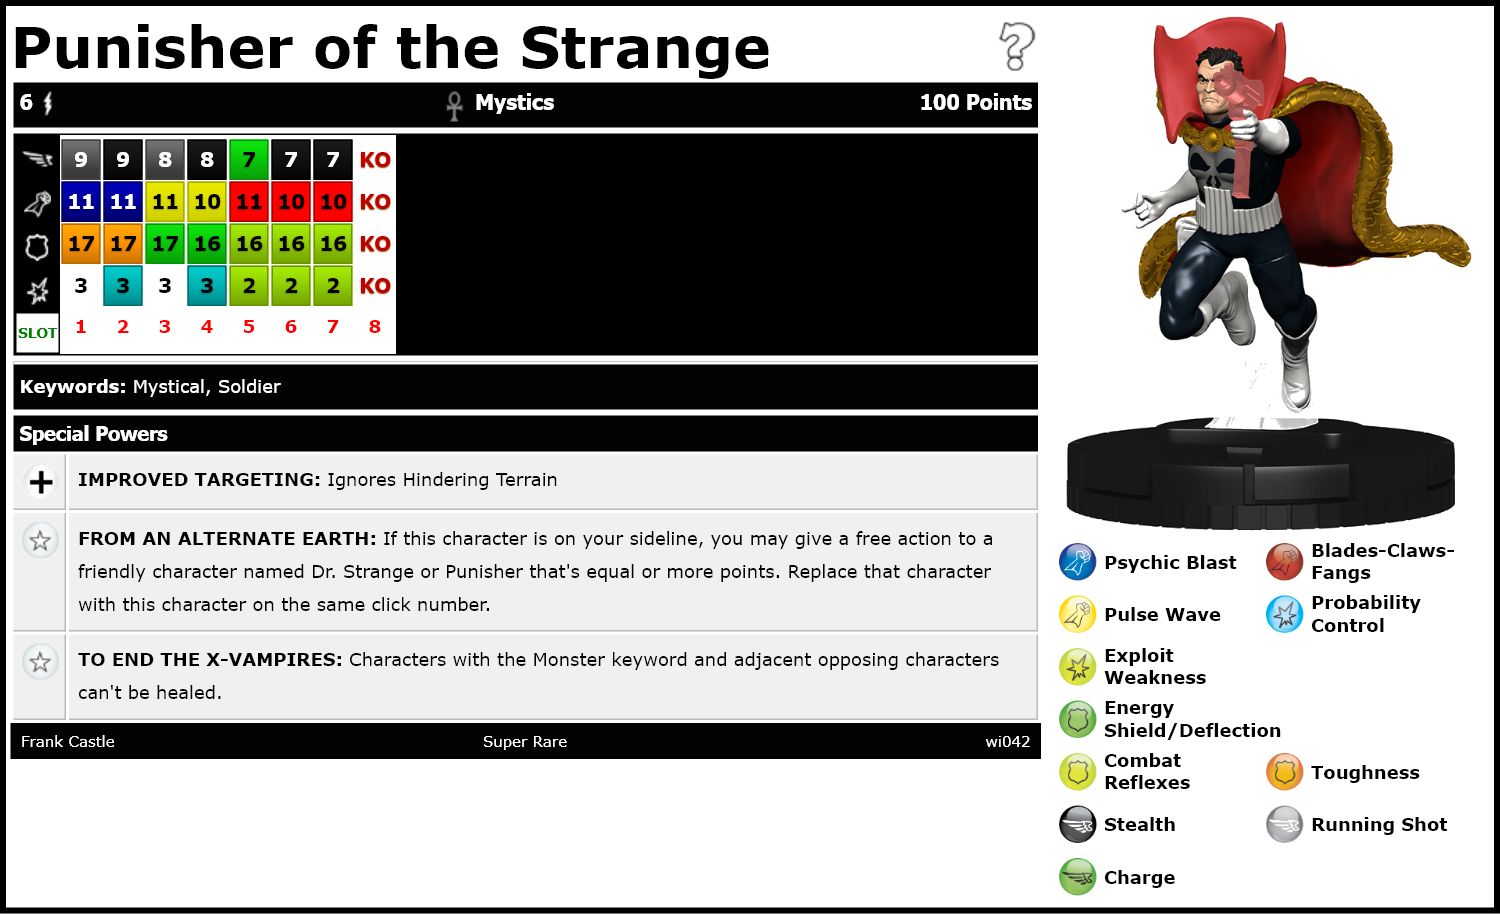 Punisher of the Strange
6 Mystics 100 Points
9 9 8 8 7 7 7 KO
11 11 11 10 11 10 10 KO
17 17 17 16 16 16 16 KO
3 3 3 3 2 2 2 KO
SLOT 1 2 3 4 5 6 7 8
Keywords: Mystical, Soldier
Special Powers
IMPROVED TARGETING: Ignores Hindering Terrain
FROM AN ALTERNATE EARTH: If this character is on your sideline, you may give a free action to a
friendly character named Dr. Strange or Punisher that's equal or more points. Replace that character
with this character on the same click number.
TO END THE X-VAMPIRES: Characters with the Monster keyword and adjacent opposing characters
can't be healed.
Frank Castle Super Rare wi042
Psychic Blast
Blades-Claws-
Fangs
Pulse Wave
Probability
Control
Exploit
Weakness
Energy
Shield/Deflection
Combat
Reflexes
Toughness
Stealth
Running Shot
Charge